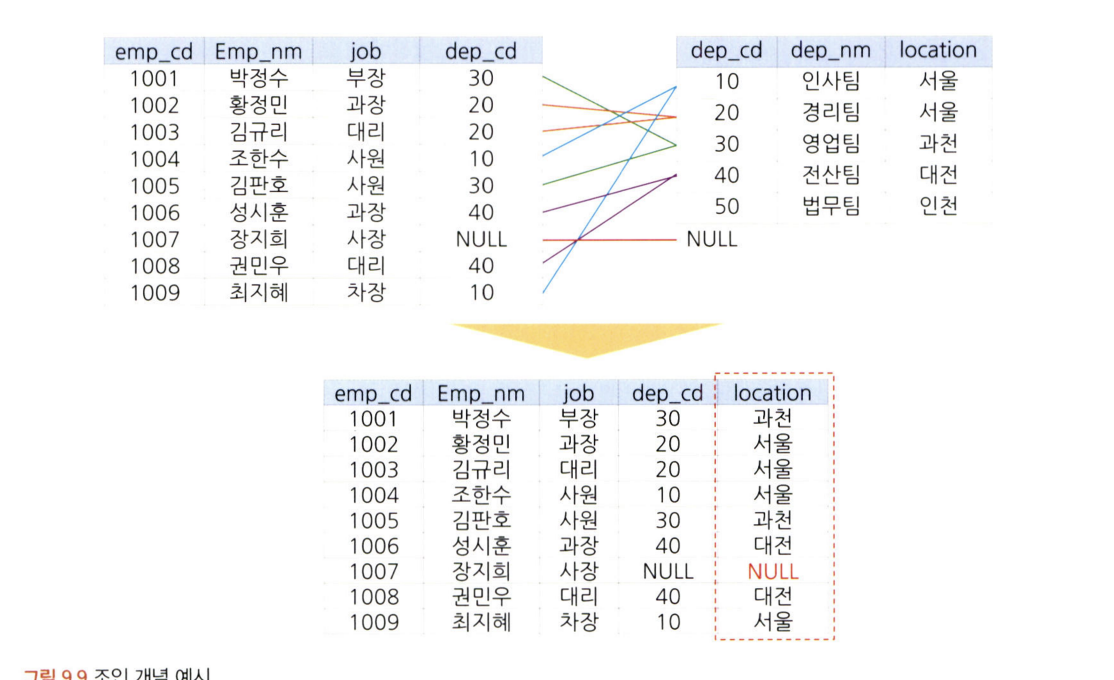 emp_cd Emp_nm job dep_cd
1001 박정수 부장 30
1002 황정민 과장 20
1003 김규리 대리 20
1004 조한수 사원 10
1005 김판호 사원 30
1006 성시훈 과장 40
1007 장지희 사장 NULL
1008 권민우 대리 40
1009 최지혜 차장 10
dep_cd dep_nm location
10 인사팀 서울
20 경리팀 서울
30 영업팀 과천
40 전산팀 대전
50 법무팀 인천
NULL
emp_cd Emp_nm job dep_cd location
1001 박정수 부장 30 과천
1002 황정민 과장 20 서울
1003 김규리 대리 20 서울
1004 조한수 사원 10 서울
1005 김판호 사원 30 과천
1006 성시훈 과장 40 대전
1007 장지희 사장 NULL NULL
1008 권민우 대리 40 대전
1009 최지혜 차장 10 서울
그림 9.9 조인 개념 예시